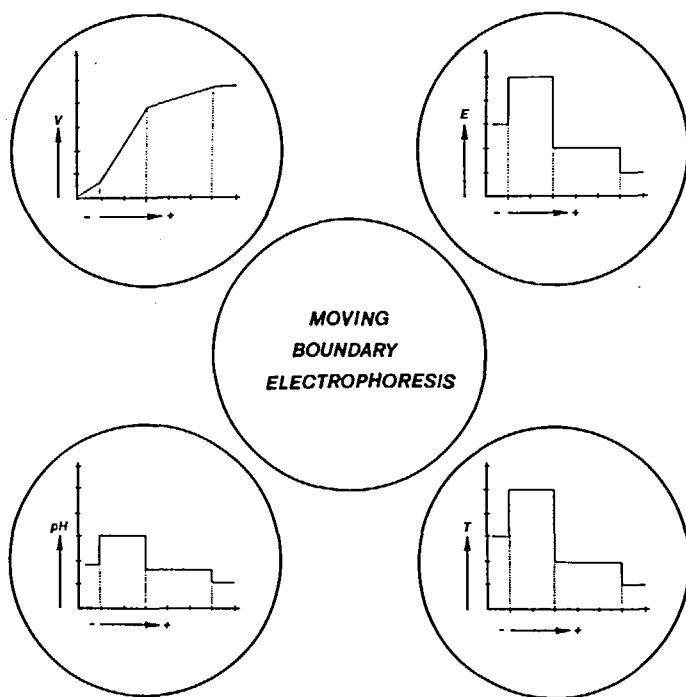 V
- +
E
- +
MOVING
BOUNDARY
ELECTROPHORESIS
pH
- +
T
- +